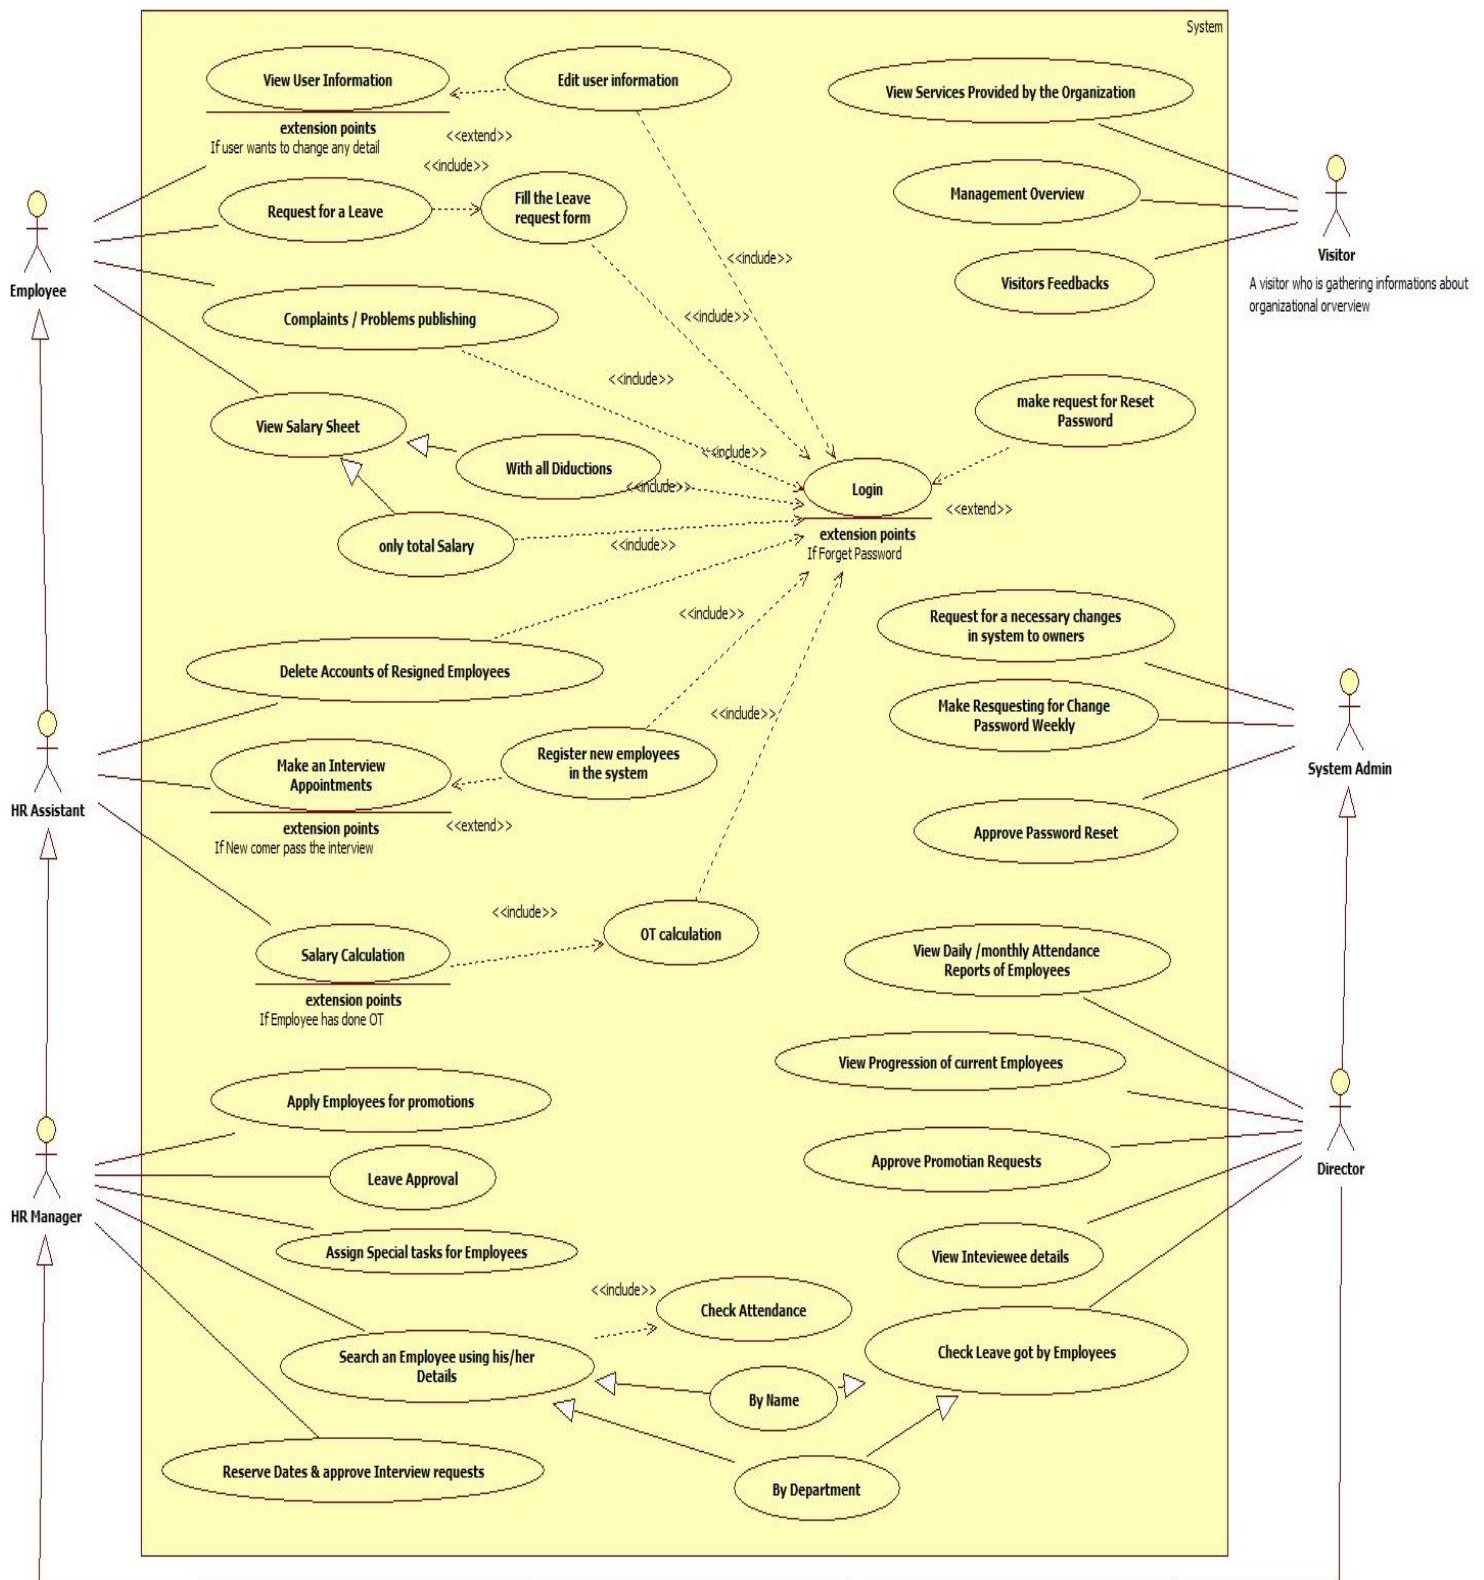 System
View User Information
extension points
If user wants to change any detail
Edit user information
<<extend>>
<<include>>
Request for a Leave
Fill the Leave
request form
Employee
Complaints / Problems publishing
View Salary Sheet
With all Diductions
only total Salary
<<include>>
<<include>>
<<include>>
<<include>>
<<include>>
<<include>>
Login
extension points
If Forget Password
make request for Reset
Password
<<extend>>
View Services Provided by the Organization
Management Overview
Visitors Feedbacks
Visitor
A visitor who is gathering informations about
organizational orverview
Delete Accounts of Resigned Employees
<<include>>
HR Assistant
Make an Interview
Appointments
extension points
If New comer pass the interview
<<extend>>
Register new employees
in the system
<<include>>
Salary Calculation
extension points
If Employee has done OT
<<include>>
OT calculation
Request for a necessary changes
in system to owners
Make Resquesting for Change
Password Weekly
Approve Password Reset
System Admin
View Daily /monthly Attendance
Reports of Employees
View Progression of current Employees
Approve Promotian Requests
View Inteviewee details
Check Leave got by Employees
Director
Apply Employees for promotions
Leave Approval
HR Manager
Assign Special tasks for Employees
<<include>>
Check Attendance
Search an Employee using his/her
Details
By Name
By Department
Reserve Dates & approve Interview requests